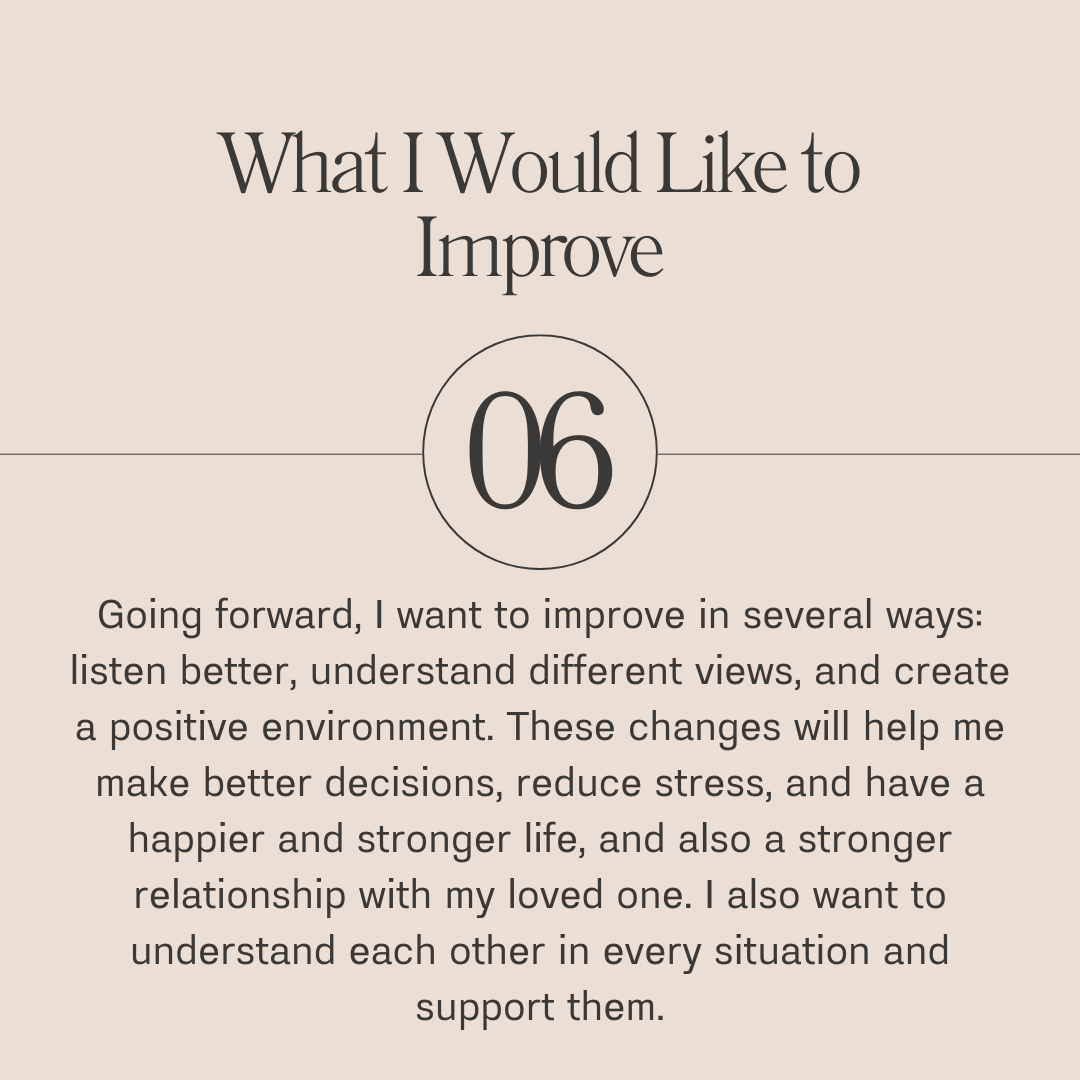 What I Would Like to
Improve
06
Going forward, I want to improve in several ways:
listen better, understand different views, and create
a positive environment. These changes will help me
make better decisions, reduce stress, and have a
happier and stronger life, and also a stronger
relationship with my loved one. I also want to
understand each other in every situation and
support them.